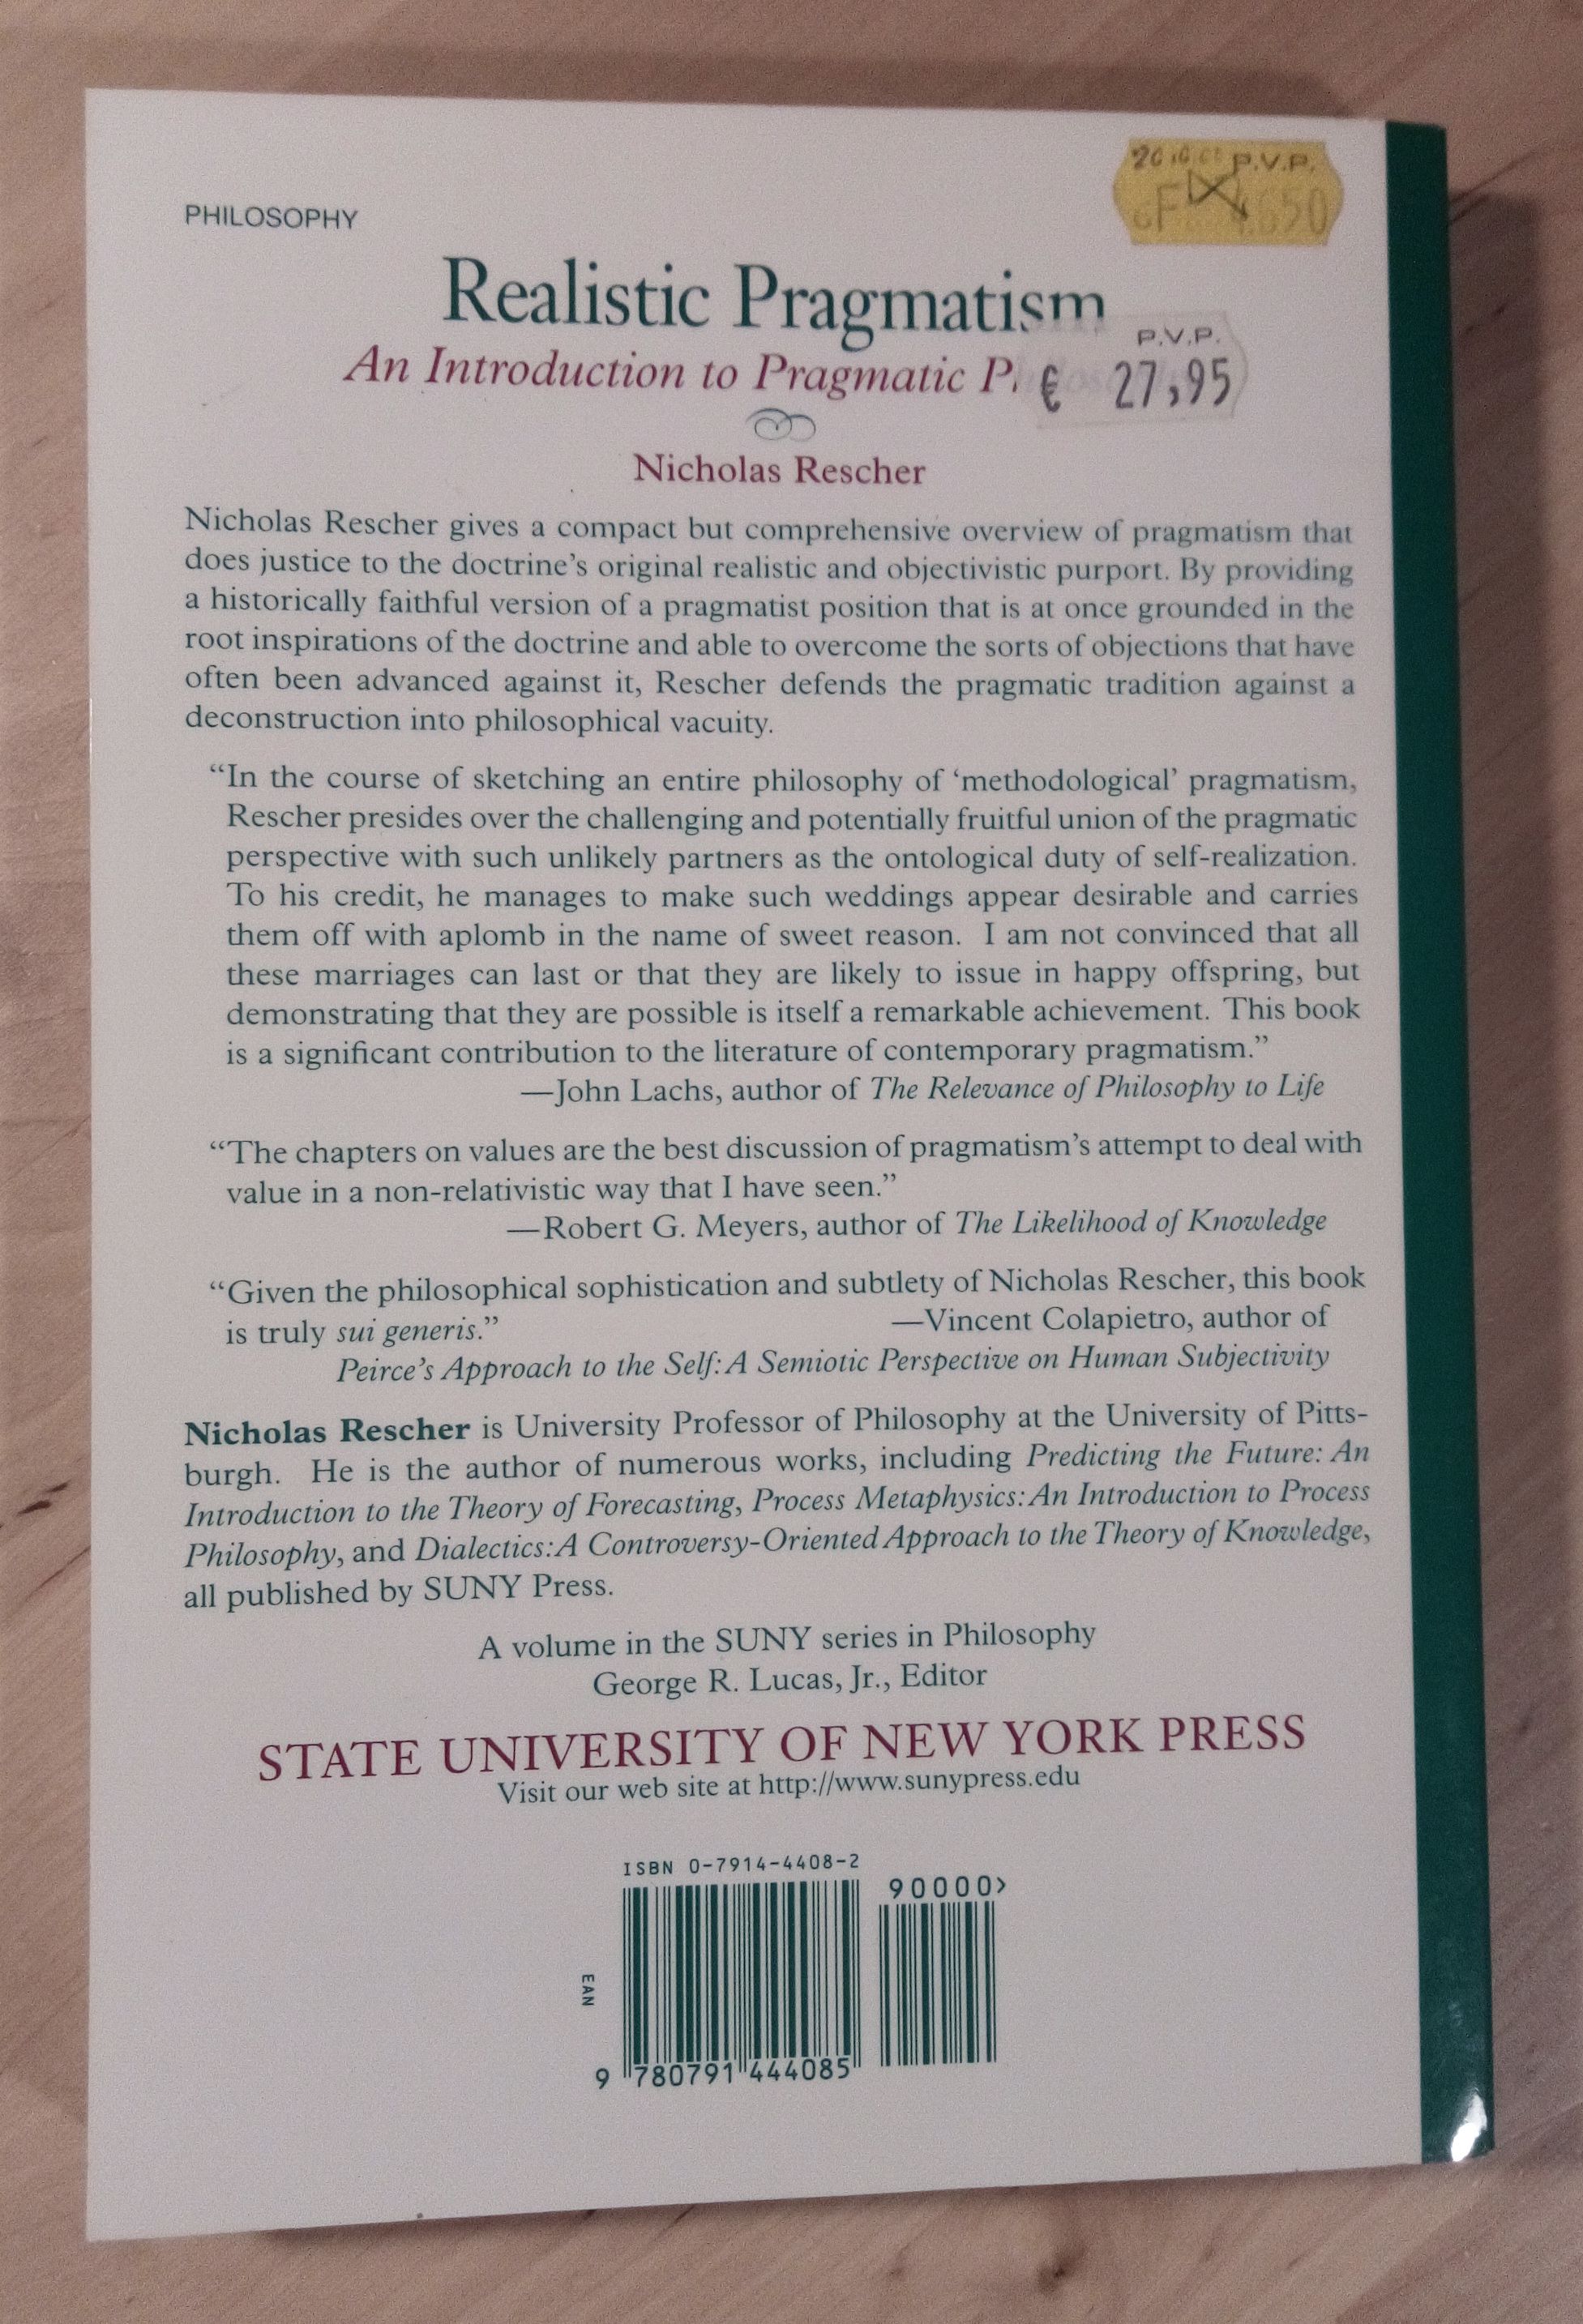 P.V.P.
PHILOSOPHY
Realistic Pragmatism
An Introduction to Pragmatic
P.V.P.
€ 27,95
Nicholas Rescher
Nicholas Rescher gives a compact but comprehensive overview of pragmatism that
does justice to the doctrine's original realistic and objectivistic purport. By providing
a historically faithful version of a pragmatist position that is at once grounded in the
root inspirations of the doctrine and able to overcome the sorts of objections that have
often been advanced against it, Rescher defends the pragmatic tradition against a
deconstruction into philosophical vacuity.
“In the course of sketching an entire philosophy of ‘methodological’ pragmatism,
Rescher presides over the challenging and potentially fruitful union of the pragmatic
perspective with such unlikely partners as the ontological duty of self-realization.
To his credit, he manages to make such weddings appear desirable and carries
them off with aplomb in the name of sweet reason. I am not convinced that all
these marriages can last or that they are likely to issue in happy offspring, but
demonstrating that they are possible is itself a remarkable achievement. This book
is a significant contribution to the literature of contemporary pragmatism.”
—John Lachs, author of The Relevance of Philosophy to Life
“The chapters on values are the best discussion of pragmatism's attempt to deal with
value in a non-relativistic way that I have seen.”
—Robert G. Meyers, author of The Likelihood of Knowledge
“Given the philosophical sophistication and subtlety of Nicholas Rescher, this book
is truly sui generis.” —Vincent Colapietro, author of
Peirce's Approach to the Self: A Semiotic Perspective on Human Subjectivity
Nicholas Rescher is University Professor of Philosophy at the University of Pitts-
burgh. He is the author of numerous works, including Predicting the Future: An
Introduction to the Theory of Forecasting, Process Metaphysics: An Introduction to Process
Philosophy, and Dialectics: A Controversy-Oriented Approach to the Theory of Knowledge,
all published by SUNY Press.
A volume in the SUNY series in Philosophy
George R. Lucas, Jr., Editor
STATE UNIVERSITY OF NEW YORK PRESS
Visit our web site at http://www.sunypress.edu
ISBN 0-7914-4408-2
90000>
EAN
9 780791 444085